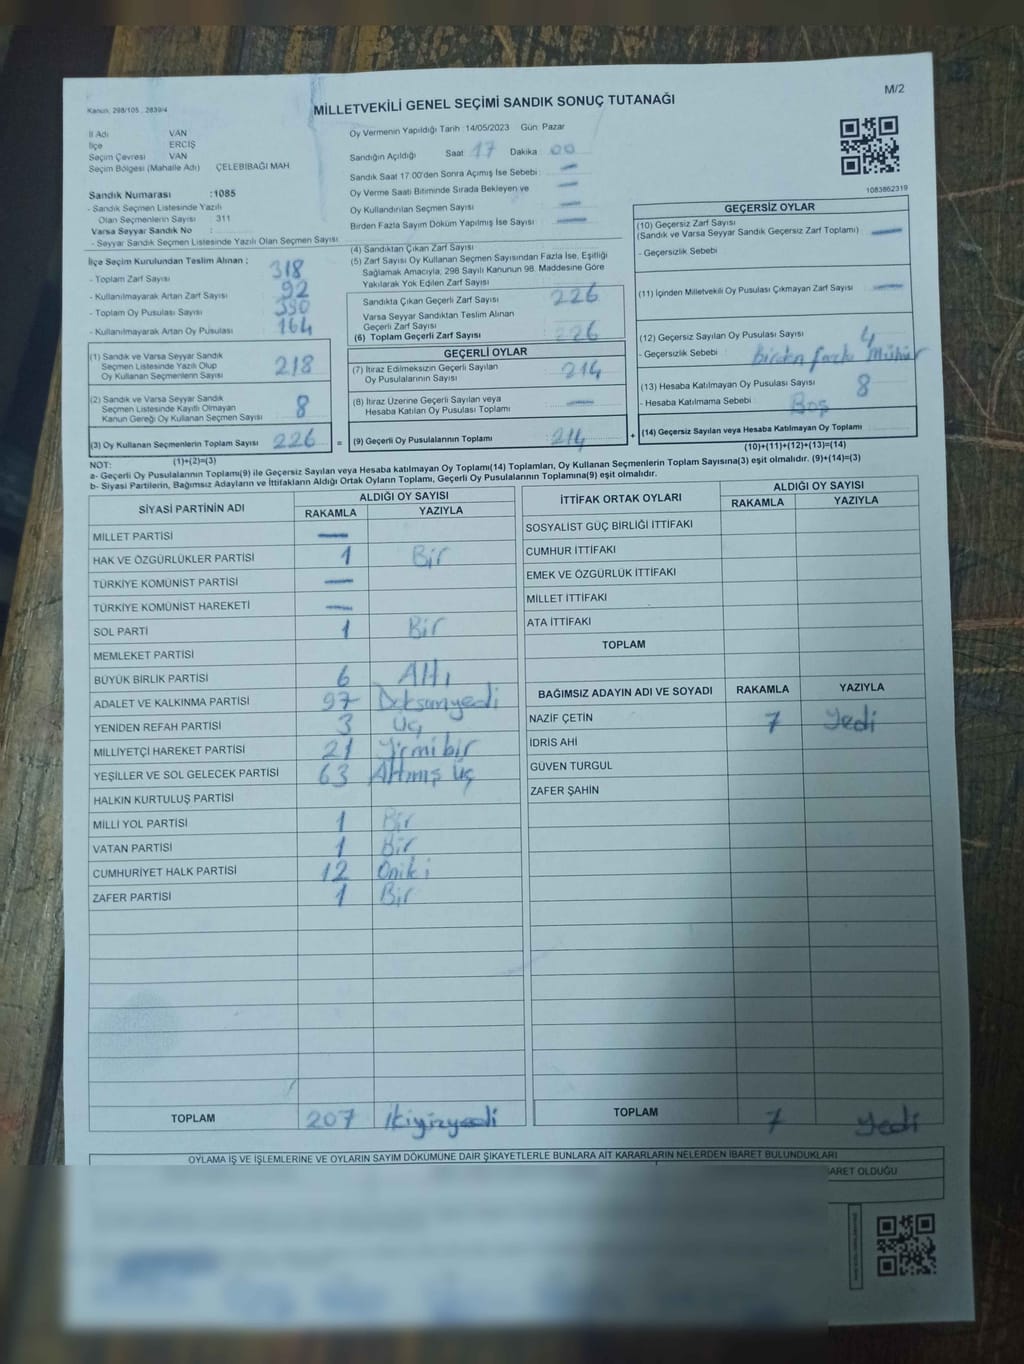 Kanun: 298/105 , 2839/4
MİLLETVEKİLİ GENEL SEÇİMİ SANDIK SONUÇ TUTANAĞI
M/2
İl Adı VAN
İlçe ERCİŞ
Seçim Çevresi VAN
Seçim Bölgesi (Mahalle Adı) ÇELEBİBAĞI MAH.
Oy Vermenin Yapıldığı Tarih :14/05/2023 Gün: Pazar
Sandığın Açıldığı Saat 17 Dakika 00
Sandık Saat 17:00'den Sonra Açımış İse Sebebi : —
Oy Verme Saati Bitiminde Sırada Bekleyen ve —
Oy Kullandırılan Seçmen Sayısı —
Birden Fazla Sayım Döküm Yapılmış İse Sayısı —
1083862319
Sandık Numarası :1085
- Sandık Seçmen Listesinde Yazılı
Olan Seçmenlerin Sayısı : 311
Varsa Seyyar Sandık No :
- Seyyar Sandık Seçmen Listesinde Yazılı Olan Seçmen Sayısı
İlçe Seçim Kurulundan Teslim Alınan :
- Toplam Zarf Sayısı 318
- Kullanılmayarak Artan Zarf Sayısı 92
- Toplam Oy Pusulası Sayısı 330
- Kullanılmayarak Artan Oy Pusulası 164
(1) Sandık ve Varsa Seyyar Sandık
Seçmen Listesinde Yazılı Olup
Oy Kullanan Seçmenlerin Sayısı 218
(2) Sandık ve Varsa Seyyar Sandık
Seçmen Listesinde Kayıtlı Olmayan
Kanun Gereği Oy Kullanan Seçmen Sayısı 8
(3) Oy Kullanan Seçmenlerin Toplam Sayısı 226 =
(1)+(2)=(3)
(4) Sandıktan Çıkan Zarf Sayısı
(5) Zarf Sayısı Oy Kullanan Seçmen Sayısından Fazla İse, Eşitliği
Sağlamak Amacıyla, 298 Sayılı Kanunun 98. Maddesine Göre
Yakılarak Yok Edilen Zarf Sayısı
Sandıkta Çıkan Geçerli Zarf Sayısı 226
Varsa Seyyar Sandıktan Teslim Alınan
Geçerli Zarf Sayısı
(6) Toplam Geçerli Zarf Sayısı 226
GEÇERLİ OYLAR
(7) İtiraz Edilmeksizin Geçerli Sayılan
Oy Pusulalarının Sayısı 214
(8) İtiraz Üzerine Geçerli Sayılan veya
Hesaba Katılan Oy Pusulası Toplamı —
(9) Geçerli Oy Pusulalarının Toplamı 214 +
GEÇERSİZ OYLAR
(10) Geçersiz Zarf Sayısı
(Sandık ve Varsa Seyyar Sandık Geçersiz Zarf Toplamı) —
- Geçersizlik Sebebi
(11) İçinden Milletvekili Oy Pusulası Çıkmayan Zarf Sayısı —
(12) Geçersiz Sayılan Oy Pusulası Sayısı 4
- Geçersizlik Sebebi : Birden fazla Mühür
(13) Hesaba Katılmayan Oy Pusulası Sayısı 8
- Hesaba Katılmama Sebebi : Boş
(14) Geçersiz Sayılan veya Hesaba Katılmayan Oy Toplamı
(10)+(11)+(12)+(13)=(14)
NOT:
a- Geçerli Oy Pusulalarının Toplamı(9) ile Geçersiz Sayılan veya Hesaba katılmayan Oy Toplamı(14) Toplamları, Oy Kullanan Seçmenlerin Toplam Sayısına(3) eşit olmalıdır. (9)+(14)=(3)
b- Siyasi Partilerin, Bağımsız Adayların ve İttifakların Aldığı Ortak Oyların Toplamı, Geçerli Oy Pusulalarının Toplamına(9) eşit olmalıdır.
SİYASİ PARTİNİN ADI ALDIĞI OY SAYISI
RAKAMLA YAZIYLA
MİLLET PARTİSİ —
HAK VE ÖZGÜRLÜKLER PARTİSİ 1 Bir
TÜRKİYE KOMÜNİST PARTİSİ —
TÜRKİYE KOMÜNİST HAREKETİ —
SOL PARTİ 1 Bir
MEMLEKET PARTİSİ
BÜYÜK BİRLİK PARTİSİ 6 Altı
ADALET VE KALKINMA PARTİSİ 97 Doksanyedi
YENİDEN REFAH PARTİSİ 3 Üç
MİLLİYETÇİ HAREKET PARTİSİ 21 Yirmi bir
YEŞİLLER VE SOL GELECEK PARTİSİ 63 Altmış Üç
HALKIN KURTULUŞ PARTİSİ
MİLLİ YOL PARTİSİ 1 Bir
VATAN PARTİSİ 1 Bir
CUMHURİYET HALK PARTİSİ 12 Oniki
ZAFER PARTİSİ 1 Bir
TOPLAM 207 İkiyüzyedi
İTTİFAK ORTAK OYLARI ALDIĞI OY SAYISI
RAKAMLA YAZIYLA
SOSYALİST GÜÇ BİRLİĞİ İTTİFAKI
CUMHUR İTTİFAKI
EMEK VE ÖZGÜRLÜK İTTİFAKI
MİLLET İTTİFAKI
ATA İTTİFAKI
TOPLAM
BAĞIMSIZ ADAYIN ADI VE SOYADI RAKAMLA YAZIYLA
NAZİF ÇETİN 7 Yedi
İDRİS AHİ
GÜVEN TURGUL
ZAFER ŞAHİN
TOPLAM 7 Yedi
OYLAMA İŞ VE İŞLEMLERİNE VE OYLARIN SAYIM DÖKÜMÜNE DAİR ŞİKAYETLERLE BUNLARA AİT KARARLARIN NELERDEN İBARET BULUNDUKLARI
BARET OLDUĞU